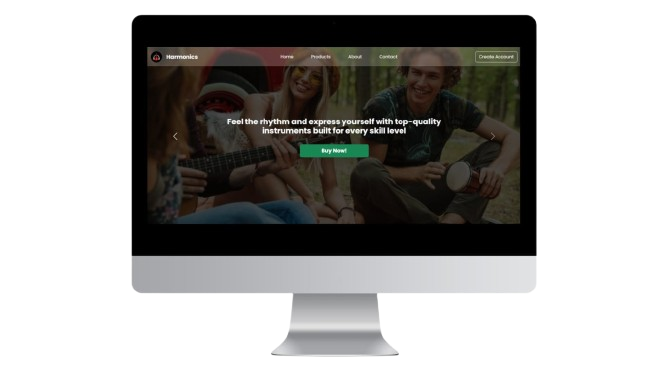 Harmonics
Home Products About Contact
Create Account
Feel the rhythm and express yourself with top-quality
instruments built for every skill level
Buy Now!